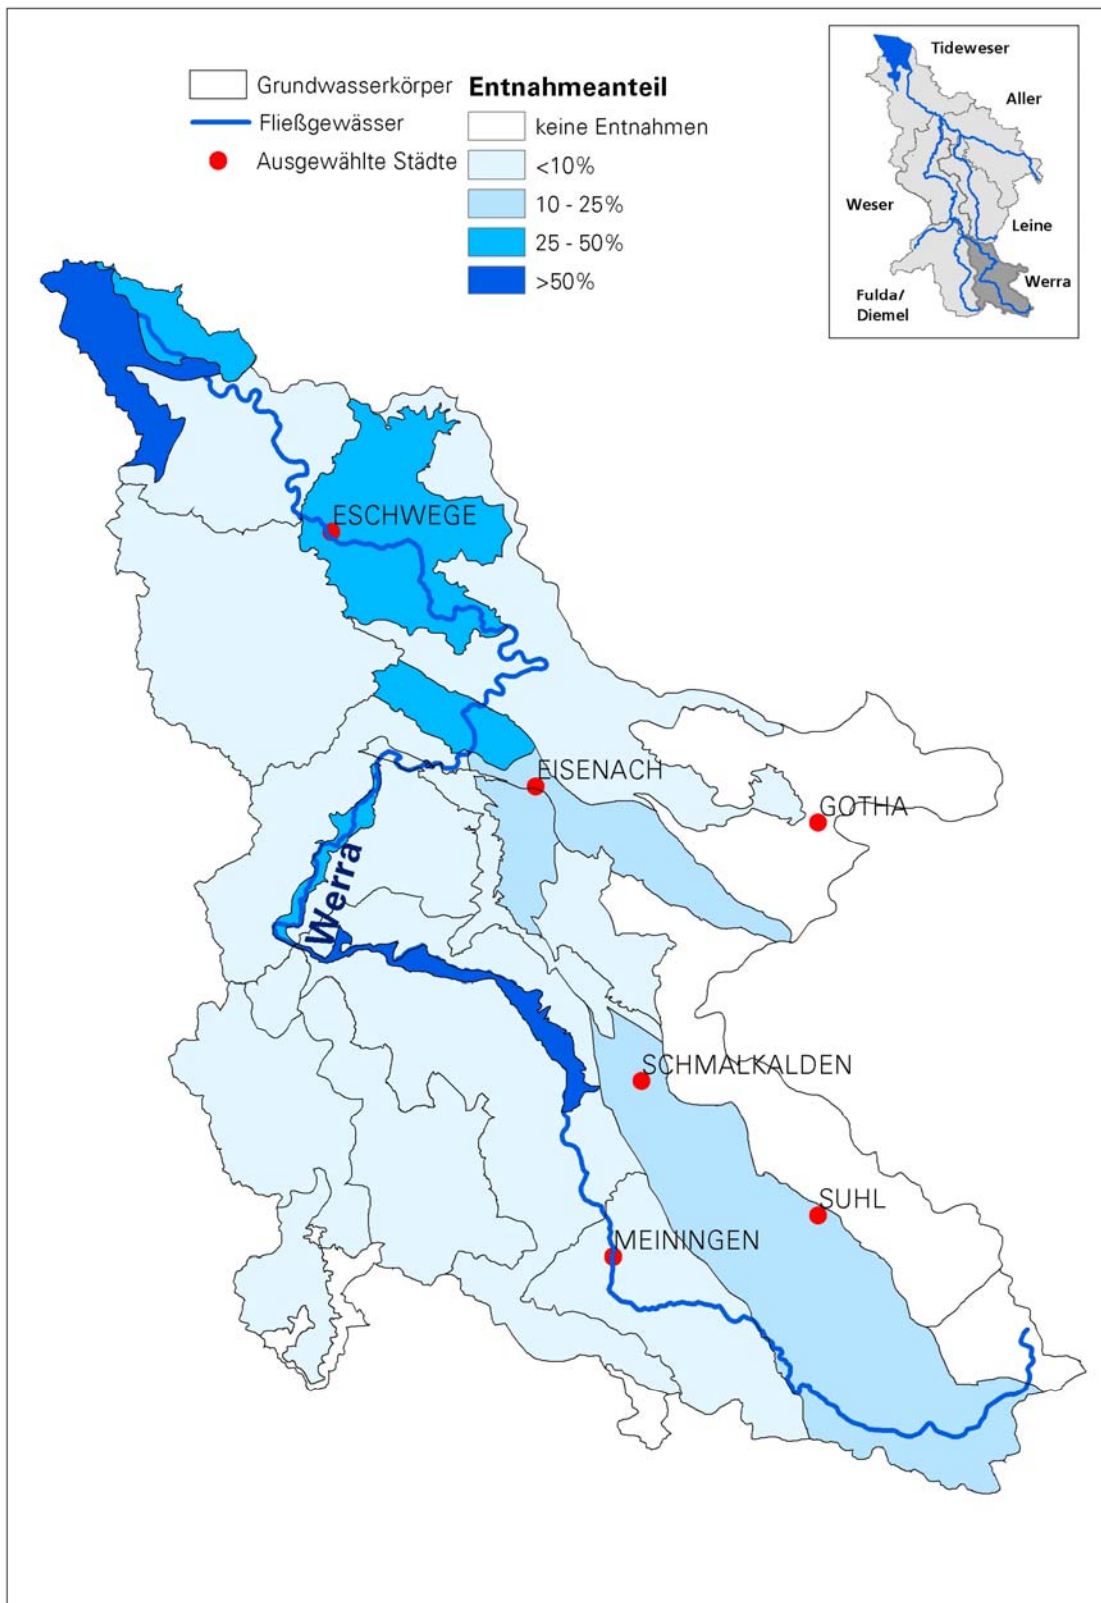 Grundwasserkörper
Fließgewässer
Ausgewählte Städte
Entnahmeanteil
keine Entnahmen
<10%
10 - 25%
25 - 50%
>50%
Tideweser
Aller
Weser
Leine
Werra
Fulda/
Diemel
ESCHWEGE
EISENACH
GOTHA
Werra
SCHMALKALDEN
SUHL
MEININGEN